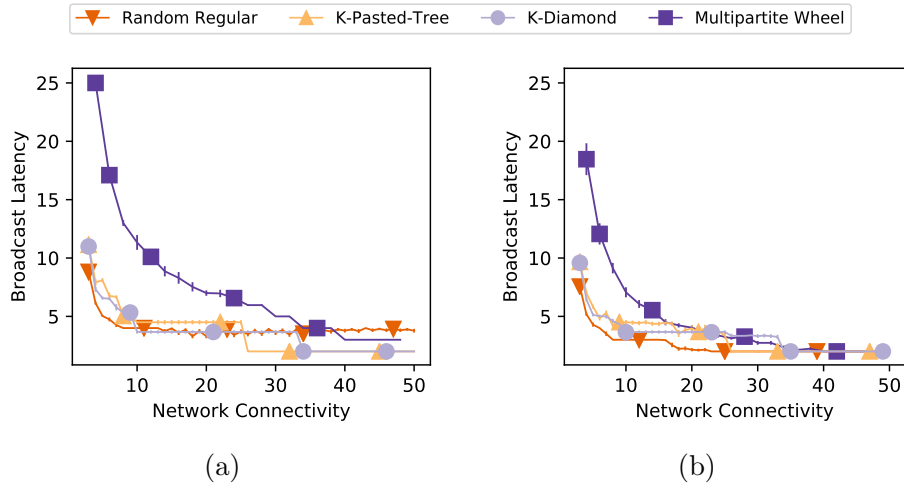 Random Regular K-Pasted-Tree K-Diamond Multipartite Wheel
25
20
15
10
5
Broadcast Latency
10 20 30 40 50
Network Connectivity
(a)
25
20
15
10
5
Broadcast Latency
10 20 30 40 50
Network Connectivity
(b)